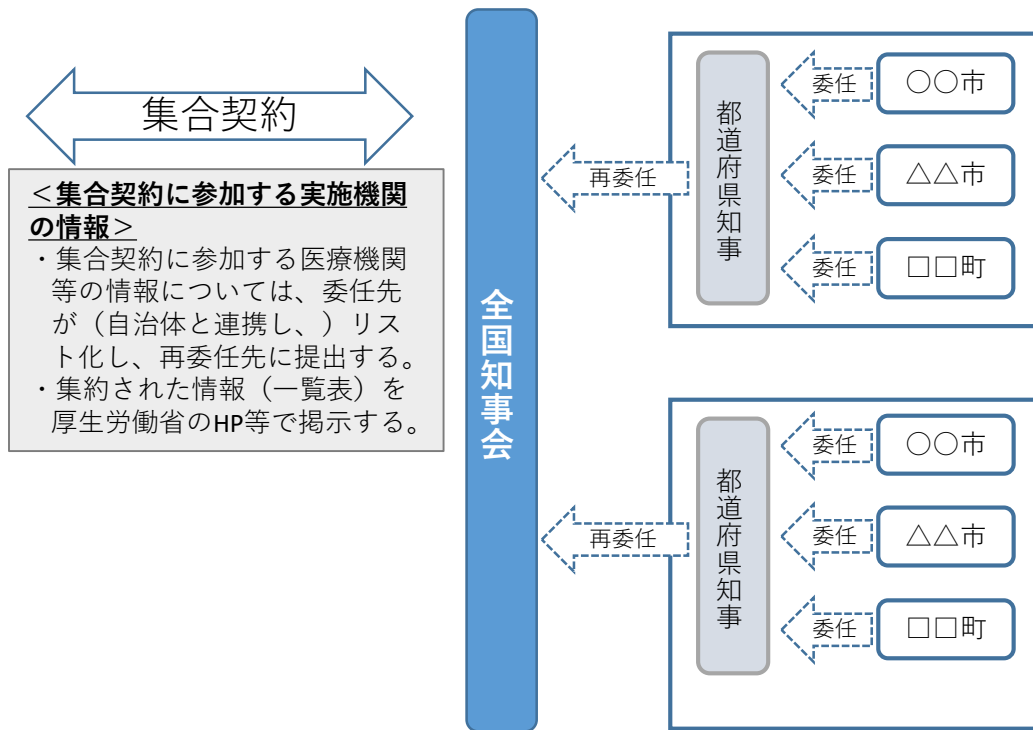 集合契約
＜集合契約に参加する実施機関
の情報＞
・集合契約に参加する医療機関
等の情報については、委任先
が（自治体と連携し、）リス
ト化し、再委任先に提出する。
・集約された情報（一覧表）を
厚生労働省のHP等で掲示する。
全国知事会
再委任
都道府県知事
委任
○○市
委任
△△市
委任
□□町
再委任
都道府県知事
委任
○○市
委任
△△市
委任
□□町